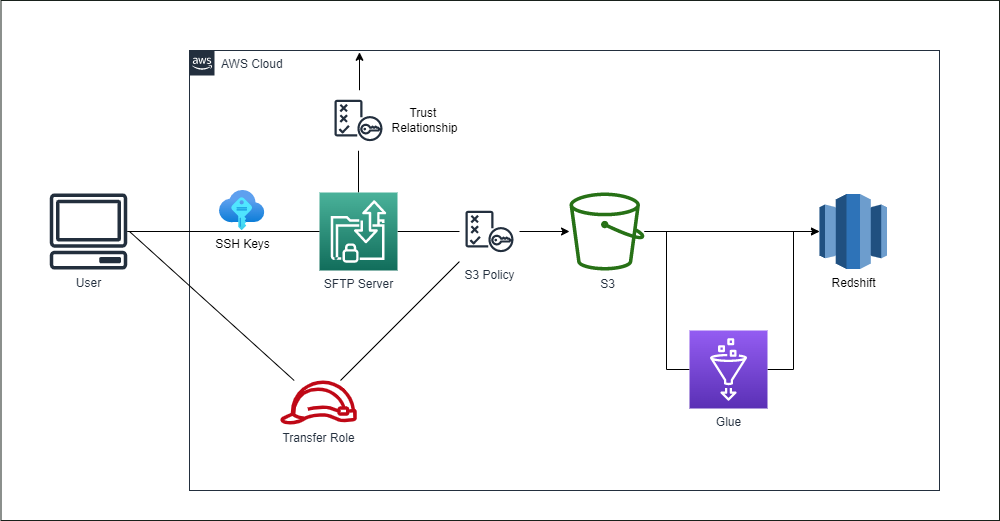 aws
AWS Cloud
Trust
Relationship
SSH Keys
User
SFTP Server
S3 Policy
S3
Redshift
Glue
Transfer Role